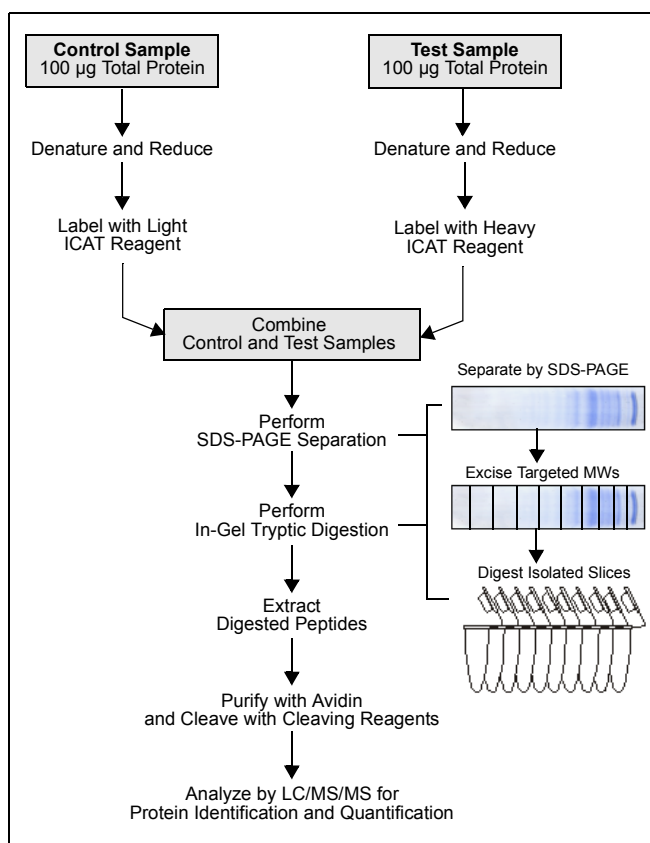 Control Sample
100 µg Total Protein
Test Sample
100 µg Total Protein
Denature and Reduce
Denature and Reduce
Label with Light
ICAT Reagent
Label with Heavy
ICAT Reagent
Combine
Control and Test Samples
Separate by SDS-PAGE
Perform
SDS-PAGE Separation
Excise Targeted MWs
Perform
In-Gel Tryptic Digestion
Digest Isolated Slices
Extract
Digested Peptides
Purify with Avidin
and Cleave with Cleaving Reagents
Analyze by LC/MS/MS for
Protein Identification and Quantification